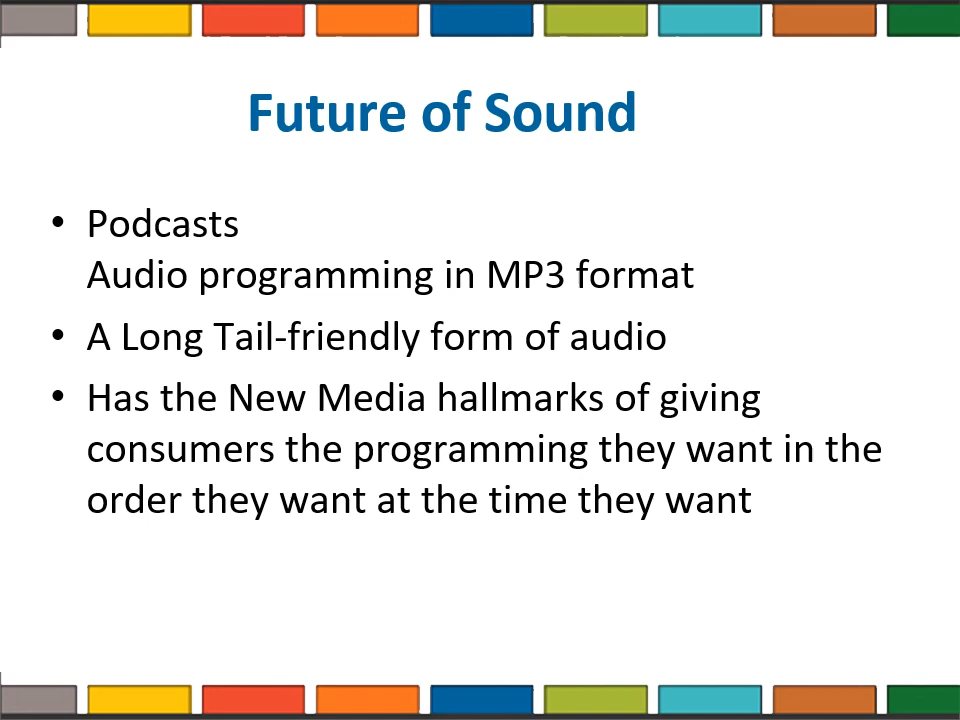 Future of Sound
• Podcasts
Audio programming in MP3 format
• A Long Tail-friendly form of audio
• Has the New Media hallmarks of giving
consumers the programming they want in the
order they want at the time they want